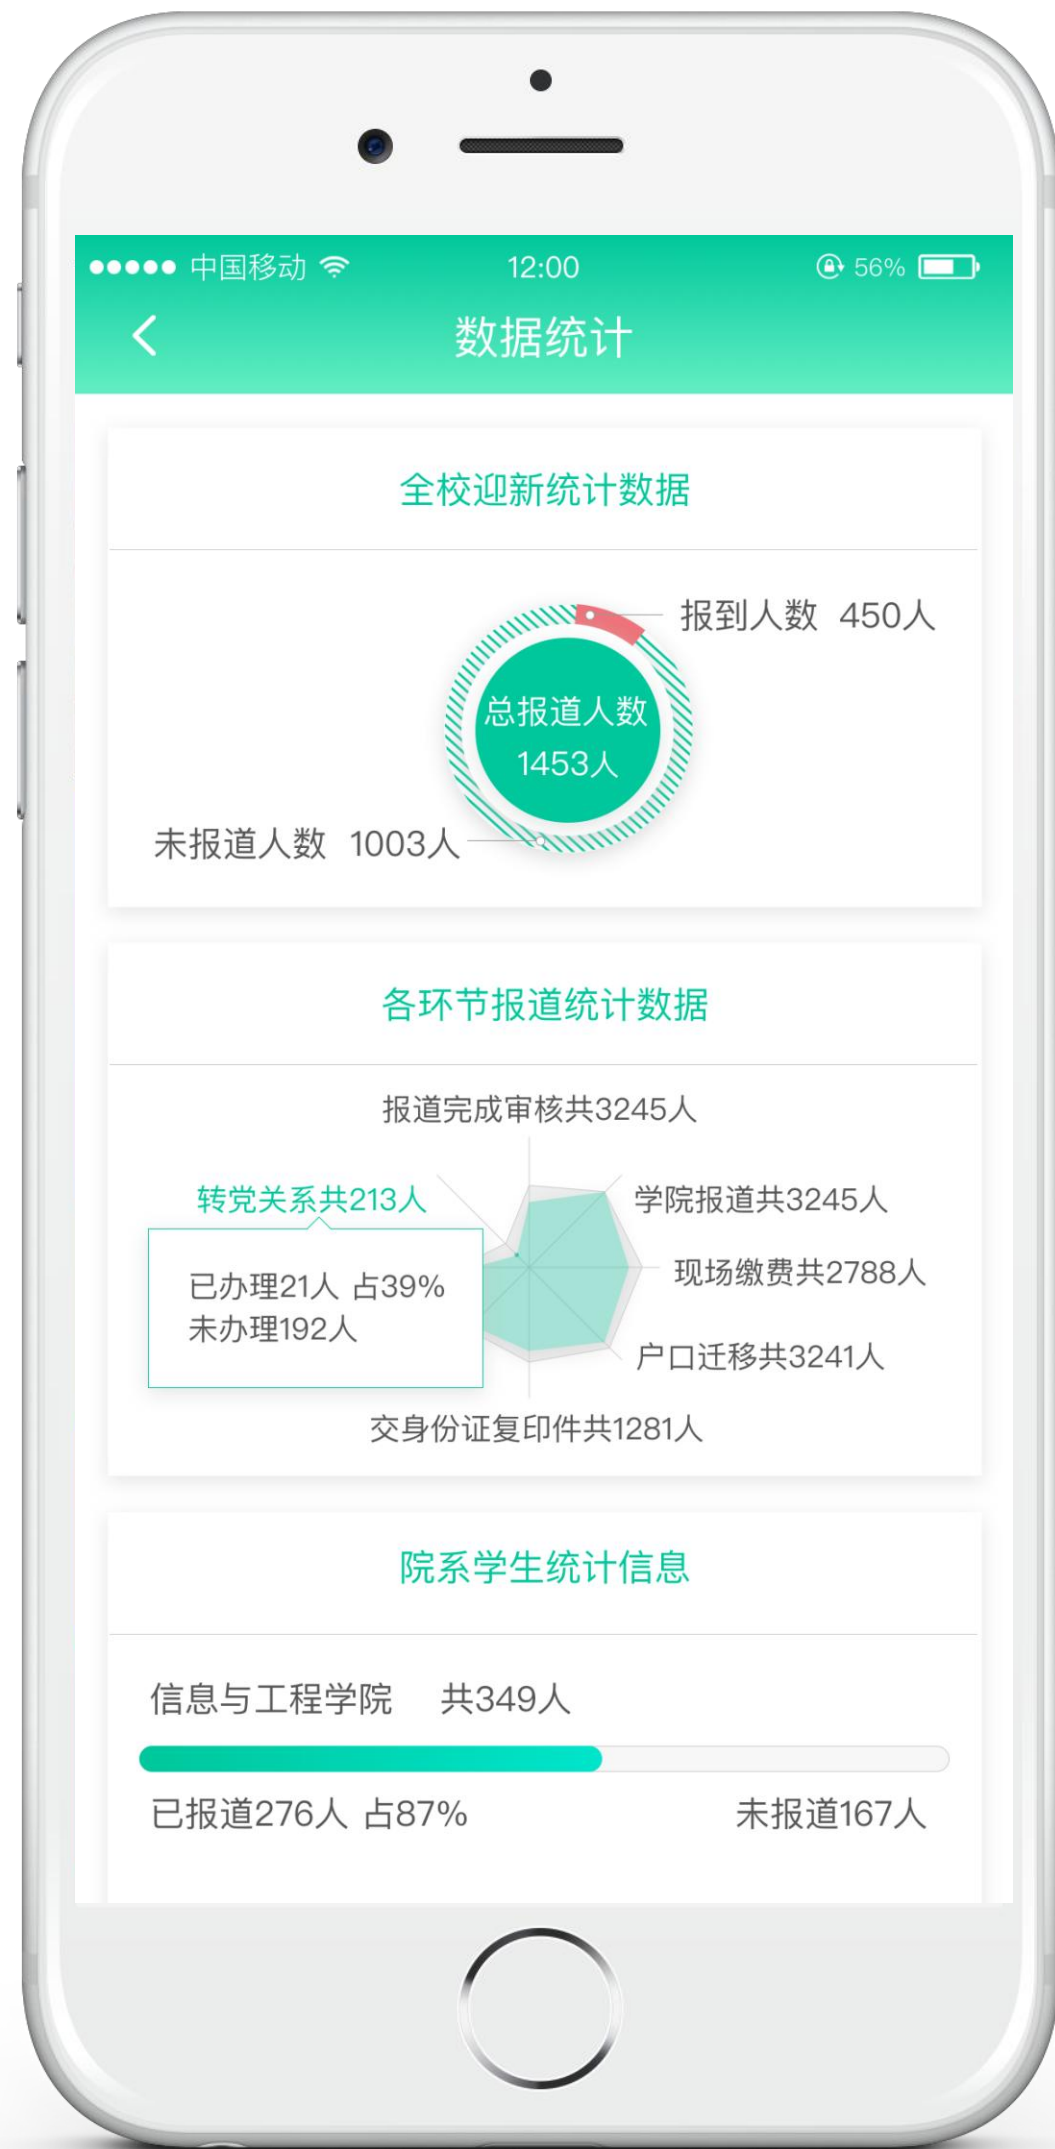 中国移动 12:00 56%
数据统计
全校迎新统计数据
报到人数 450人
总报道人数
1453人
未报道人数 1003人
各环节报道统计数据
报道完成审核共3245人
转党关系共213人
学院报道共3245人
已办理21人 占39%
未办理192人
现场缴费共2788人
户口迁移共3241人
交身份证复印件共1281人
院系学生统计信息
信息与工程学院 共349人
已报道276人 占87%
未报道167人